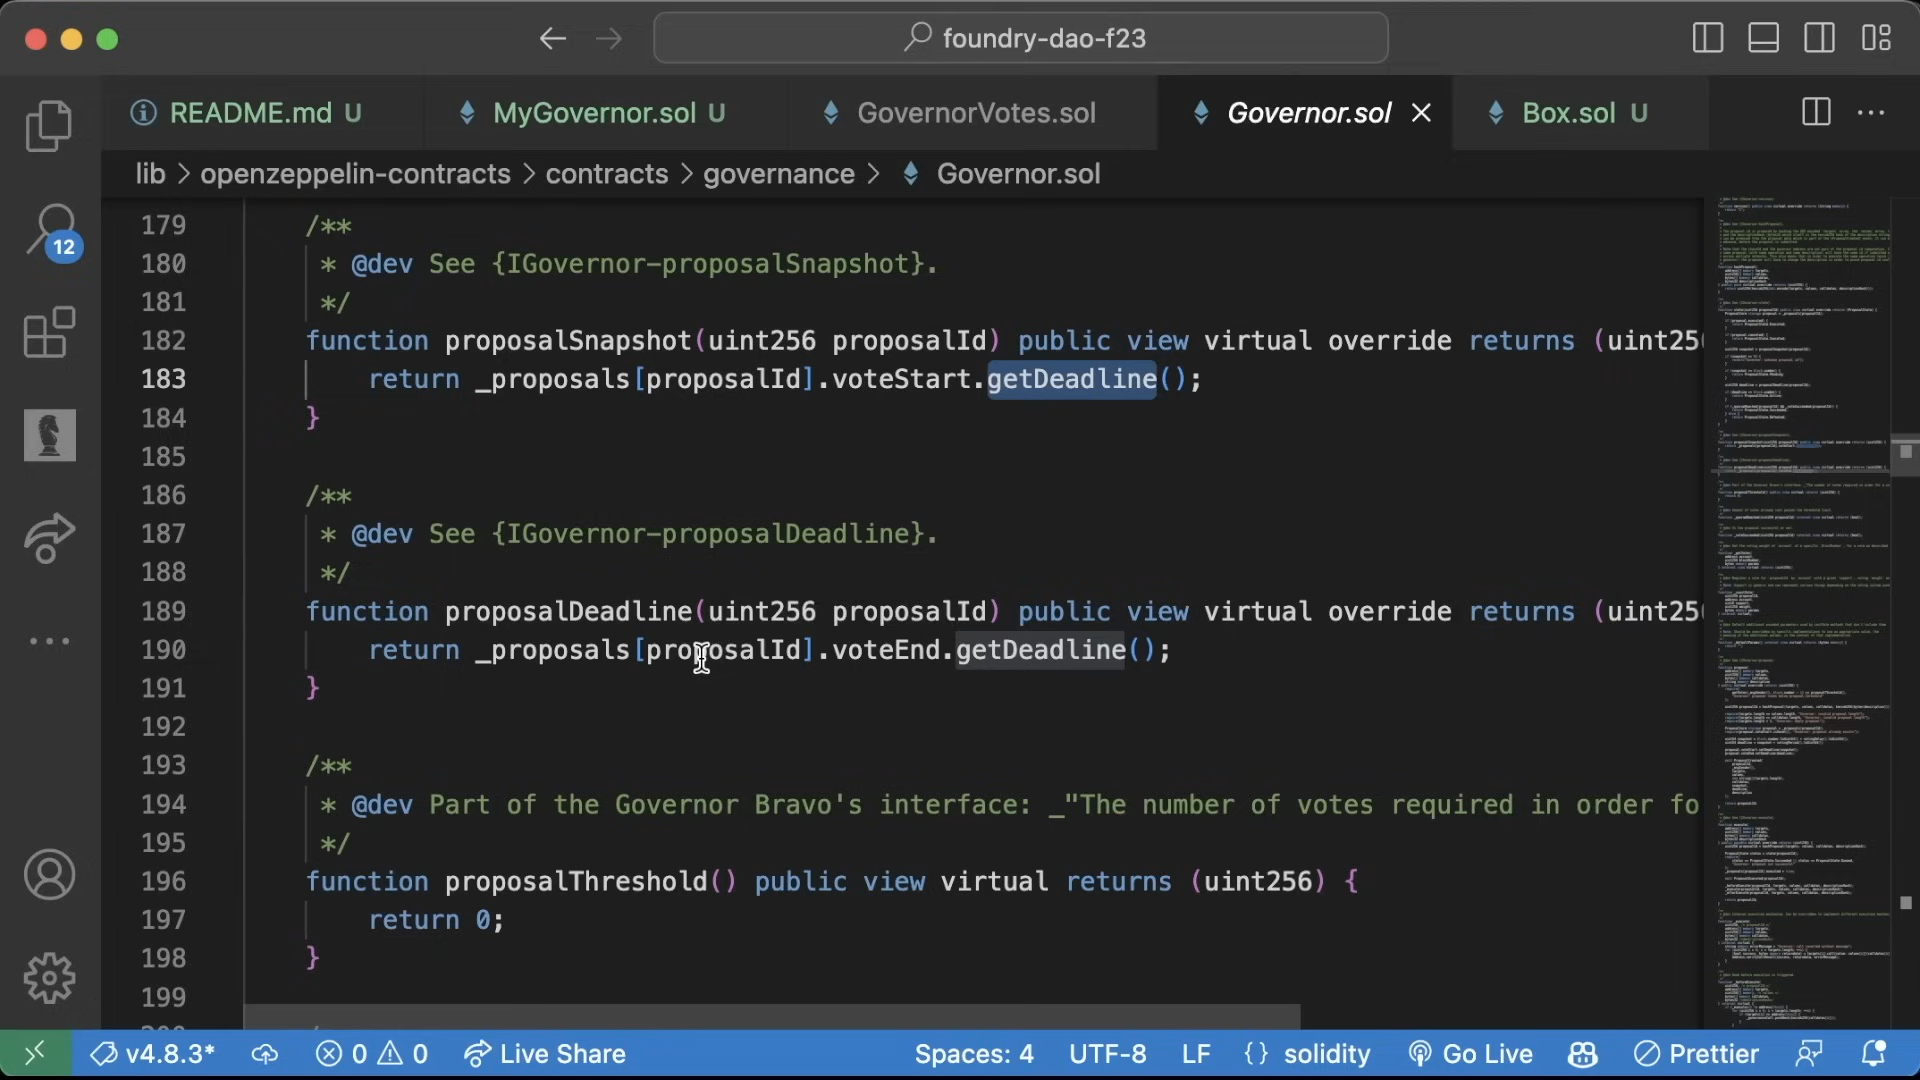 foundry-dao-f23
README.md U
MyGovernor.sol U
GovernorVotes.sol
Governor.sol
Box.sol U
lib > openzeppelin-contracts > contracts > governance > Governor.sol
12
179 /**
180 * @dev See {IGovernor-proposalSnapshot}.
181 */
182 function proposalSnapshot(uint256 proposalId) public view virtual override returns (uint25
183 return _proposals[proposalId].voteStart.getDeadline();
184 }
185
186 /**
187 * @dev See {IGovernor-proposalDeadline}.
188 */
189 function proposalDeadline(uint256 proposalId) public view virtual override returns (uint25
190 return _proposals[proposalId].voteEnd.getDeadline();
191 }
192
193 /**
194 * @dev Part of the Governor Bravo's interface: _"The number of votes required in order fo
195 */
196 function proposalThreshold() public view virtual returns (uint256) {
197 return 0;
198 }
199
v4.8.3* 0 0 Live Share Spaces: 4 UTF-8 LF {} solidity Go Live Prettier